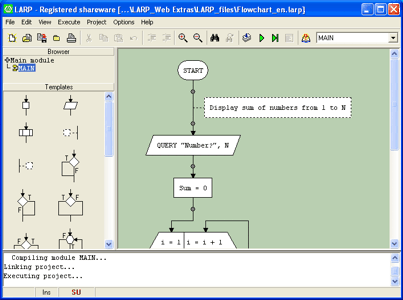 LARP - Registered shareware [...\LARP_Web Extras\LARP_files\Flowchart_en.larp]
File Edit View Execute Project Options Help
MAIN
Browser
Main module
MAIN
Templates
T
F
F T
T F
START
Display sum of numbers from 1 to N
QUERY "Number?", N
Sum = 0
i = 1 i = i + 1
Compiling module MAIN...
Linking project...
Executing project...
Ins SU